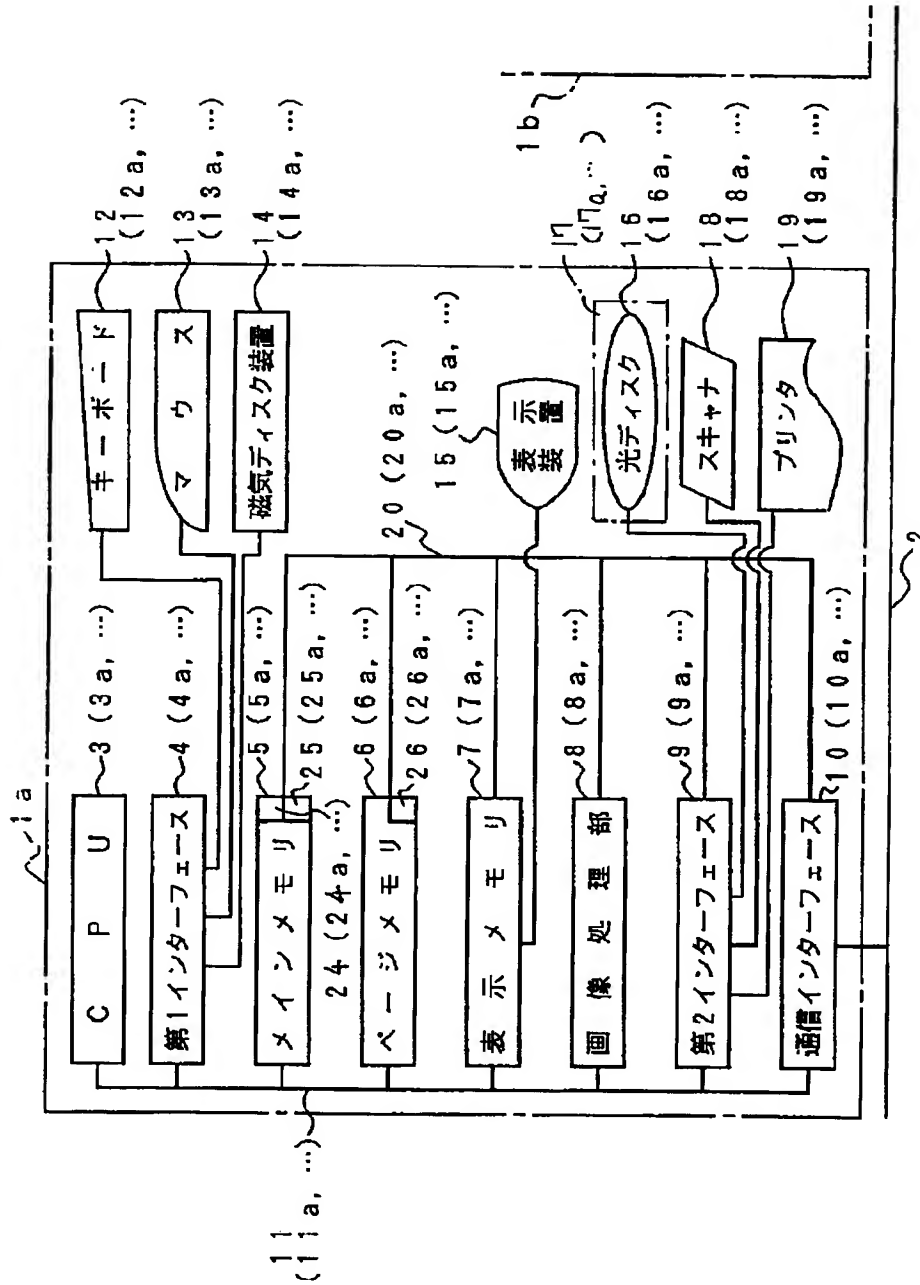 1a
CPU
3 (3a, …)
第1インターフェース
4 (4a, …)
メインメモリ
5 (5a, …)
25 (25a, …)
24 (24a, …)
ページメモリ
6 (6a, …)
26 (26a, …)
表示メモリ
7 (7a, …)
画像処理部
8 (8a, …)
第2インターフェース
9 (9a, …)
通信インターフェース
10 (10a, …)
11
(11a, …)
20 (20a, …)
キーボード
12
(12a, …)
マウス
13
(13a, …)
磁気ディスク装置
14
(14a, …)
15 (15a, …)
表示
装置
17
(17a, …)
光ディスク
16
(16a, …)
スキャナ
18
(18a, …)
プリンタ
19
(19a, …)
1b
2